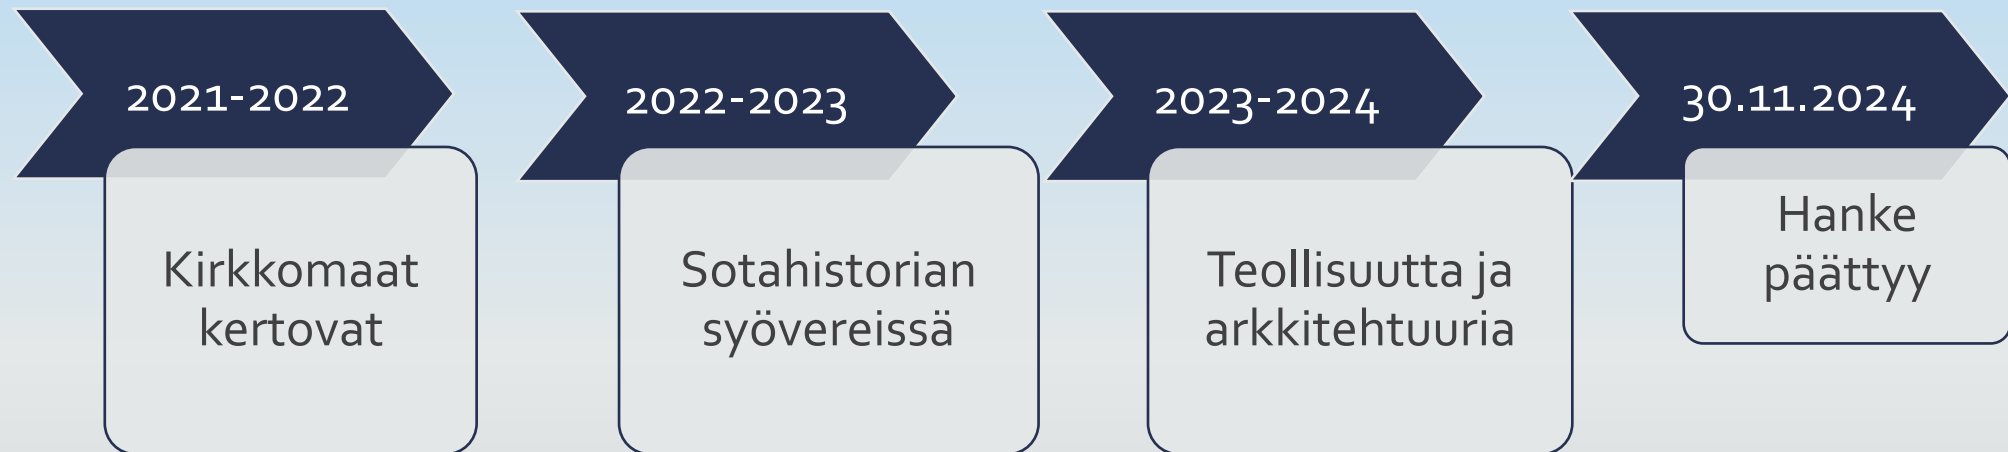 2021-2022
Kirkkomaat
kertovat
2022-2023
Sotahistorian
syövereissä
2023-2024
Teollisuutta ja
arkkitehtuuria
30.11.2024
Hanke
päättyy